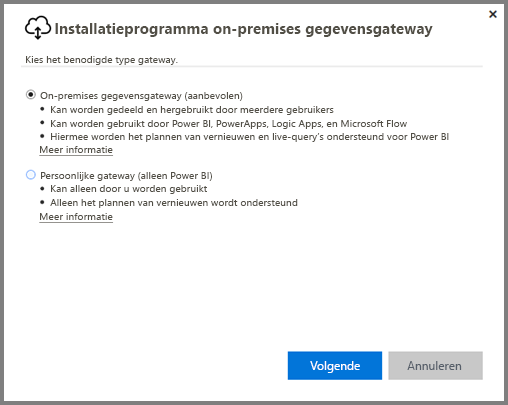 Installatieprogramma on-premises gegevensgateway
Kies het benodigde type gateway.
On-premises gegevensgateway (aanbevolen)
• Kan worden gedeeld en hergebruikt door meerdere gebruikers
• Kan worden gebruikt door Power BI, PowerApps, Logic Apps, en Microsoft Flow
• Hiermee worden het plannen van vernieuwen en live-query's ondersteund voor Power BI
Meer informatie
Persoonlijke gateway (alleen Power BI)
• Kan alleen door u worden gebruikt
• Alleen het plannen van vernieuwen wordt ondersteund
Meer informatie
Volgende
Annuleren